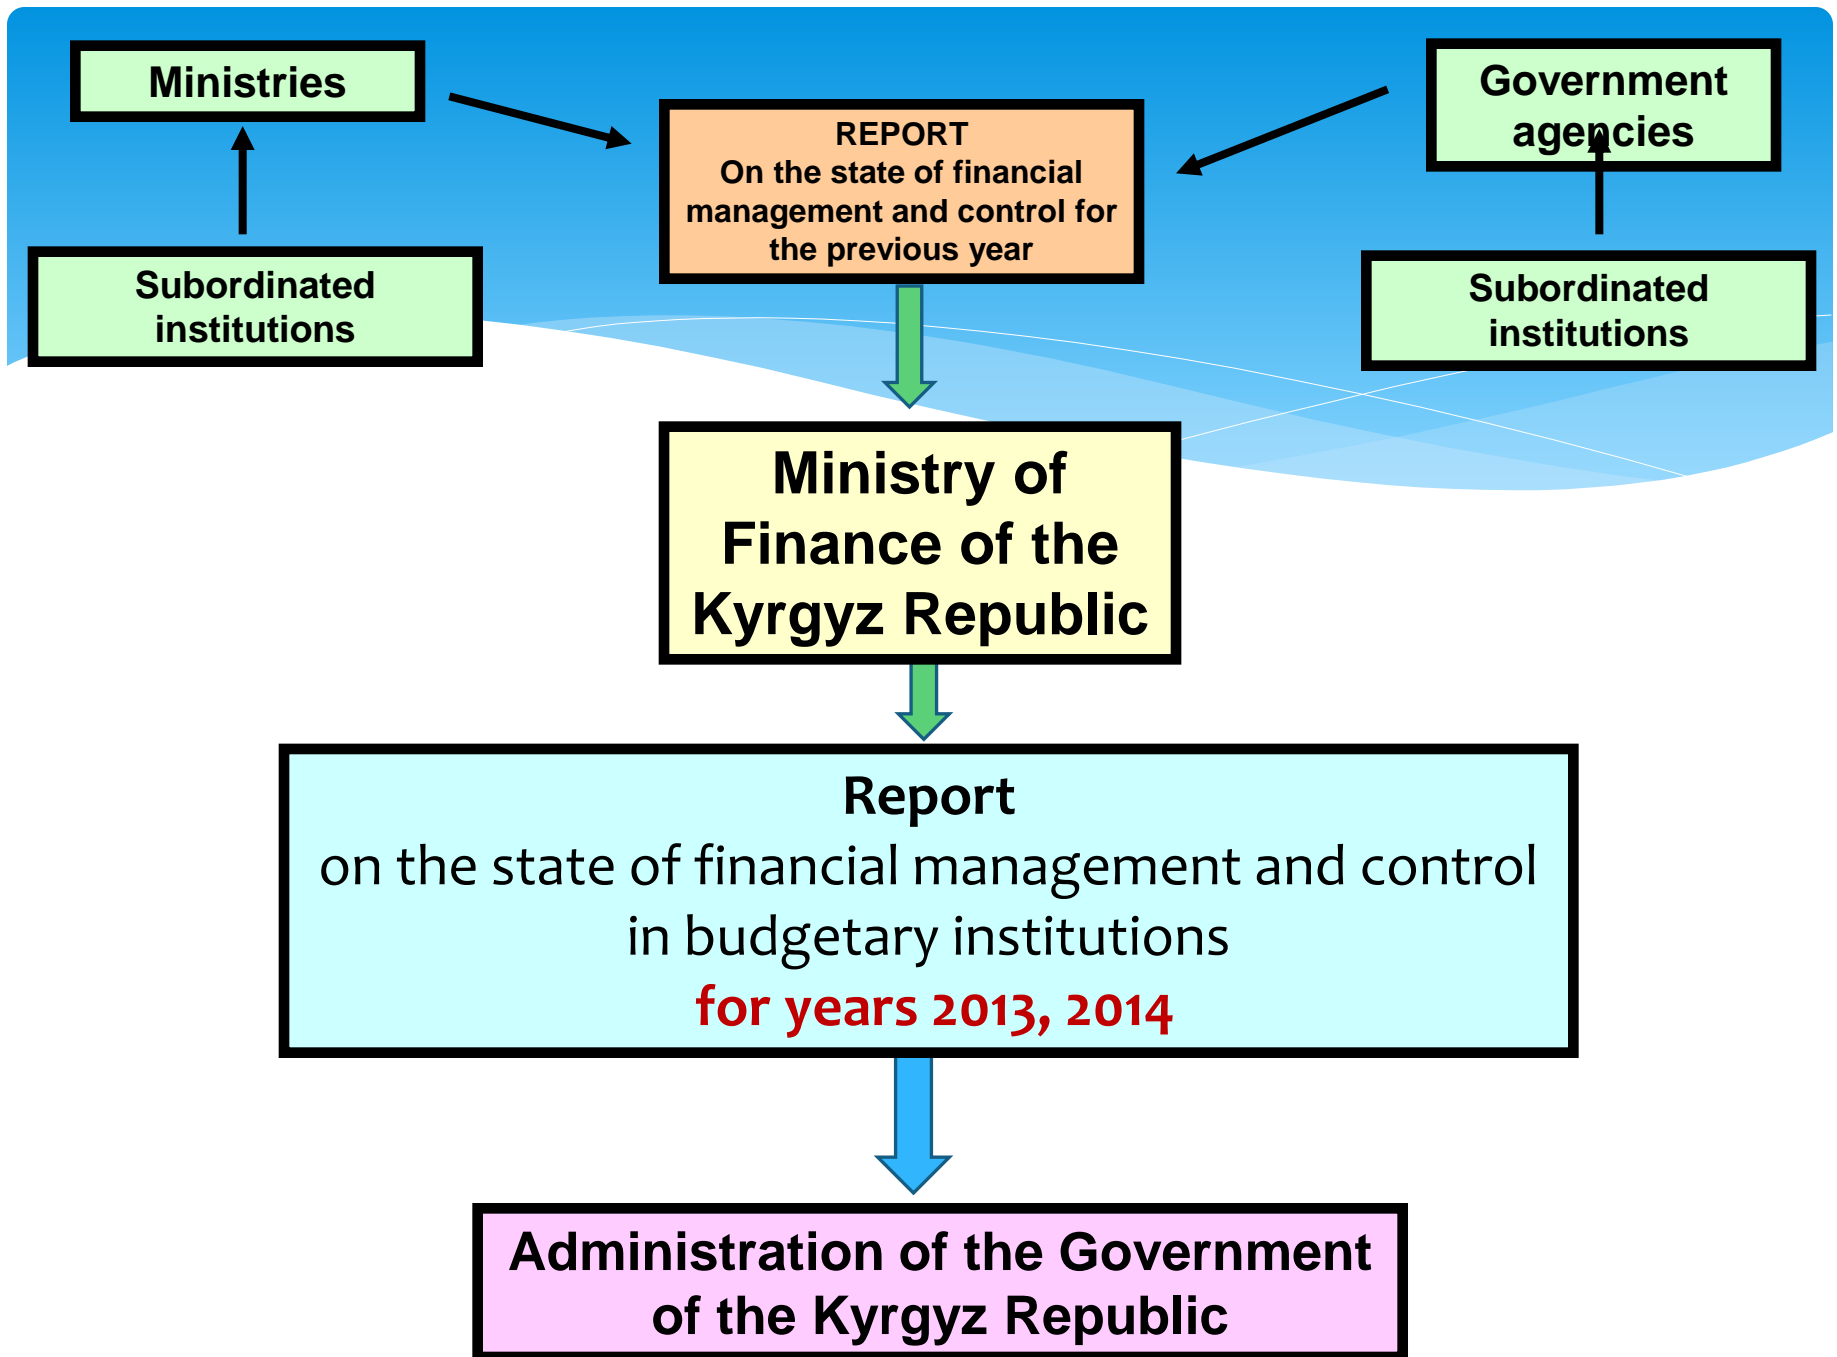 Ministries
Government
agencies
REPORT
On the state of financial
management and control for
the previous year
Subordinated
institutions
Subordinated
institutions
Ministry of
Finance of the
Kyrgyz Republic
Report
on the state of financial management and control
in budgetary institutions
for years 2013, 2014
Administration of the Government
of the Kyrgyz Republic